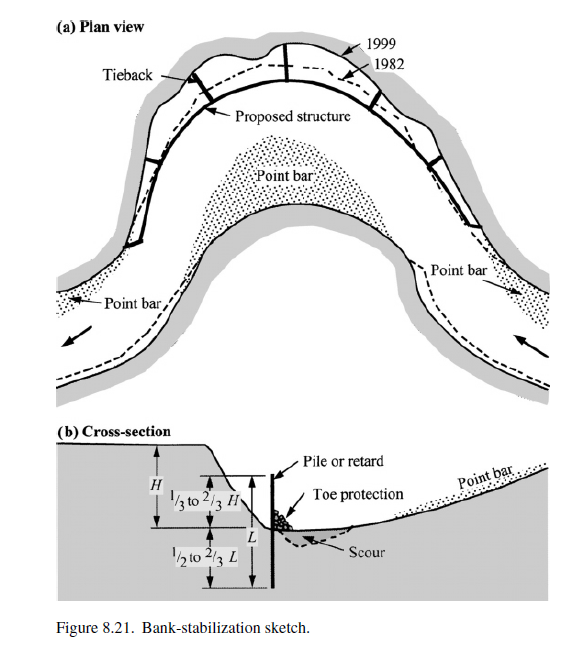 (a) Plan view
1999
1982
Tieback
Proposed structure
Point bar
Point bar
Point bar
(b) Cross-section
Pile or retard
H
1/3 to 2/3 H
Toe protection
Point bar
L
1/2 to 2/3 L
Scour
Figure 8.21. Bank-stabilization sketch.